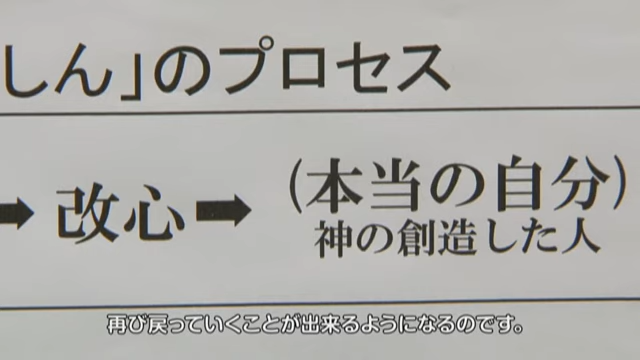 しん」のプロセス
➡改心➡(本当の自分)
神の創造した人
再び戻っていくことが出来るようになるのです。